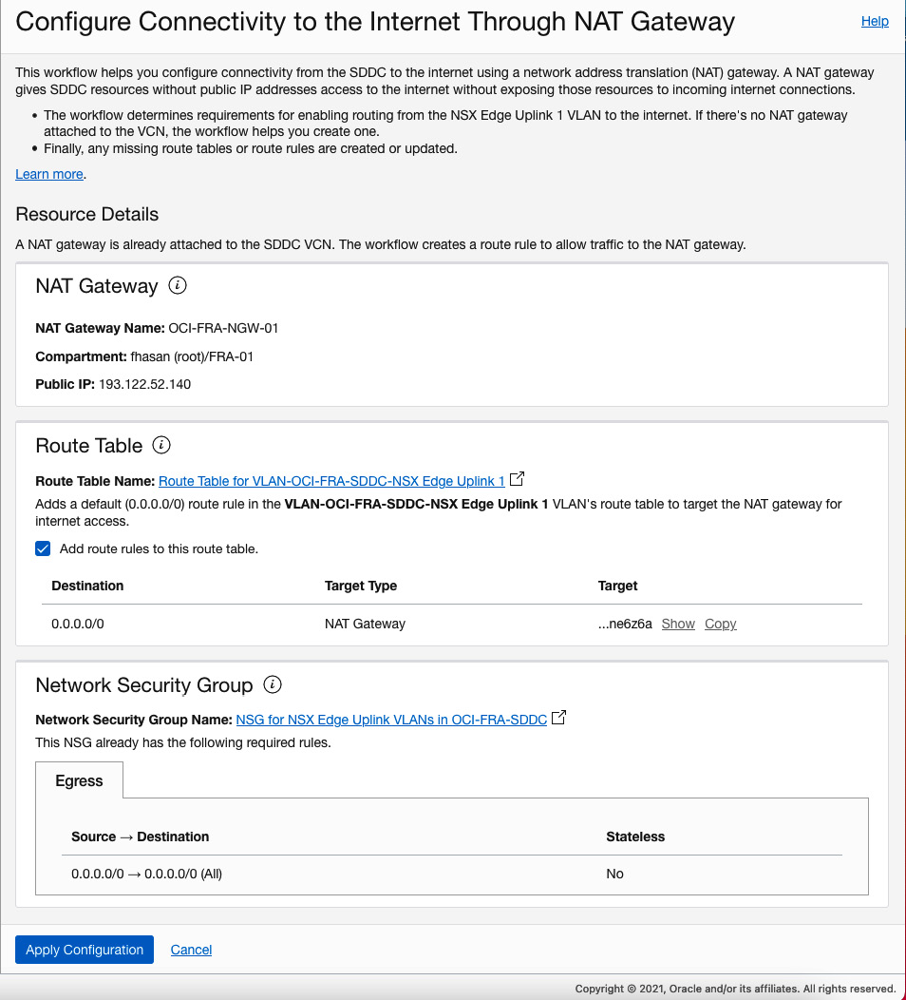 Configure Connectivity to the Internet Through NAT Gateway
Help
This workflow helps you configure connectivity from the SDDC to the internet using a network address translation (NAT) gateway. A NAT gateway
gives SDDC resources without public IP addresses access to the internet without exposing those resources to incoming internet connections.
• The workflow determines requirements for enabling routing from the NSX Edge Uplink 1 VLAN to the internet. If there's no NAT gateway
attached to the VCN, the workflow helps you create one.
• Finally, any missing route tables or route rules are created or updated.
Learn more.
Resource Details
A NAT gateway is already attached to the SDDC VCN. The workflow creates a route rule to allow traffic to the NAT gateway.
NAT Gateway i
NAT Gateway Name: OCI-FRA-NGW-01
Compartment: fhasan (root)/FRA-01
Public IP: 193.122.52.140
Route Table i
Route Table Name: Route Table for VLAN-OCI-FRA-SDDC-NSX Edge Uplink 1
Adds a default (0.0.0.0/0) route rule in the VLAN-OCI-FRA-SDDC-NSX Edge Uplink 1 VLAN's route table to target the NAT gateway for
internet access.
Add route rules to this route table.
Destination Target Type Target
0.0.0.0/0 NAT Gateway ...ne6z6a Show Copy
Network Security Group i
Network Security Group Name: NSG for NSX Edge Uplink VLANs in OCI-FRA-SDDC
This NSG already has the following required rules.
Egress
Source → Destination Stateless
0.0.0.0/0 → 0.0.0.0/0 (All) No
Apply Configuration Cancel
Copyright © 2021, Oracle and/or its affiliates. All rights reserved.